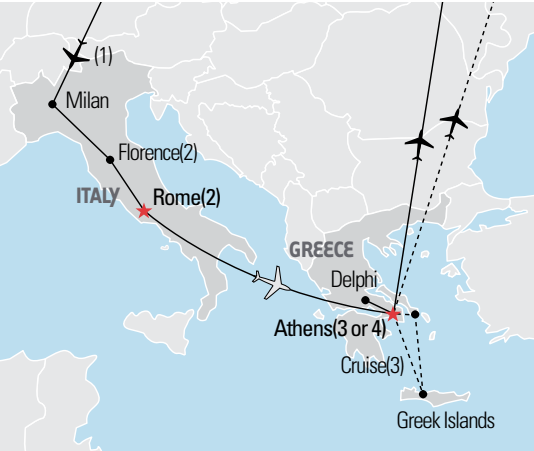 (1)
Milan
Florence(2)
ITALY
Rome(2)
GREECE
Delphi
Athens(3 or 4)
Cruise(3)
Greek Islands